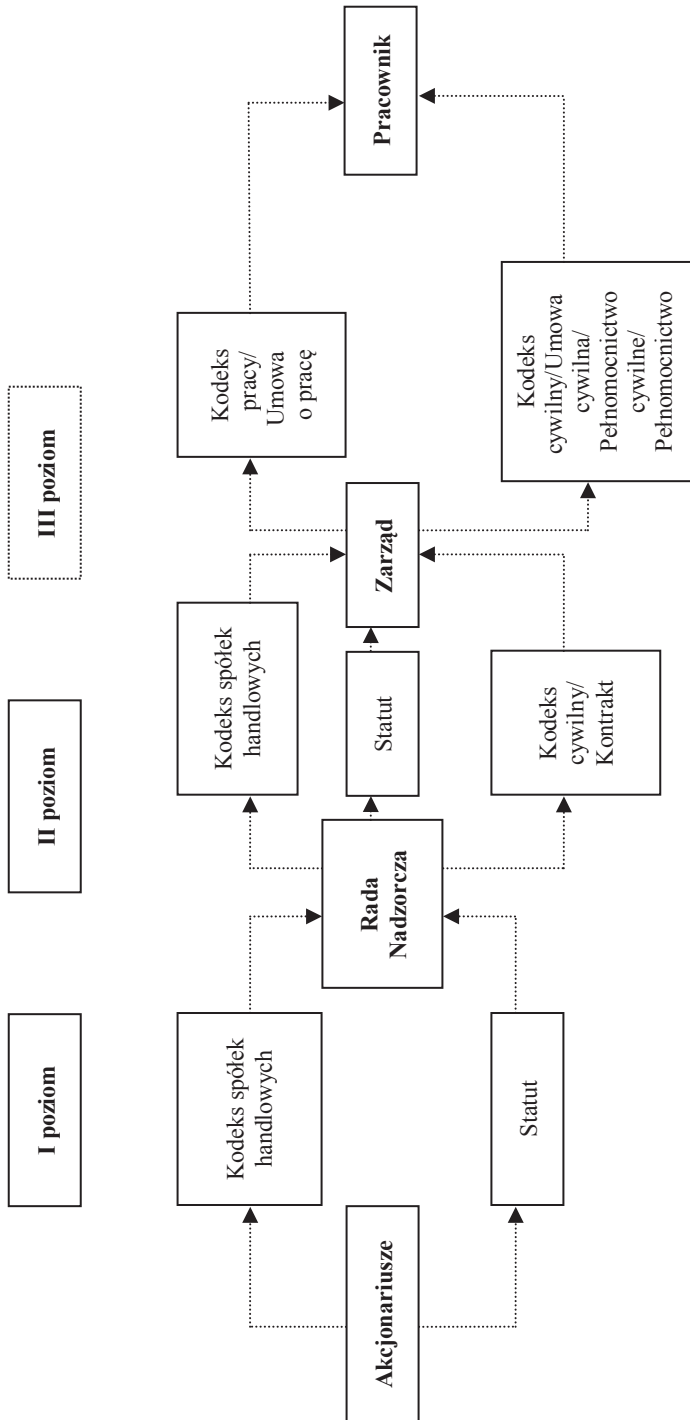 I poziom
II poziom
III poziom
Kodeks spółek
handlowych
Kodeks spółek
handlowych
Kodeks
pracy/
Umowa
o pracę
Akcjonariusze
Rada
Nadzorcza
Statut
Zarząd
Pracownik
Statut
Kodeks
cywilny/
Kontrakt
Kodeks
cywilny/Umowa
cywilna/
Pełnomocnictwo
cywilne/
Pełnomocnictwo